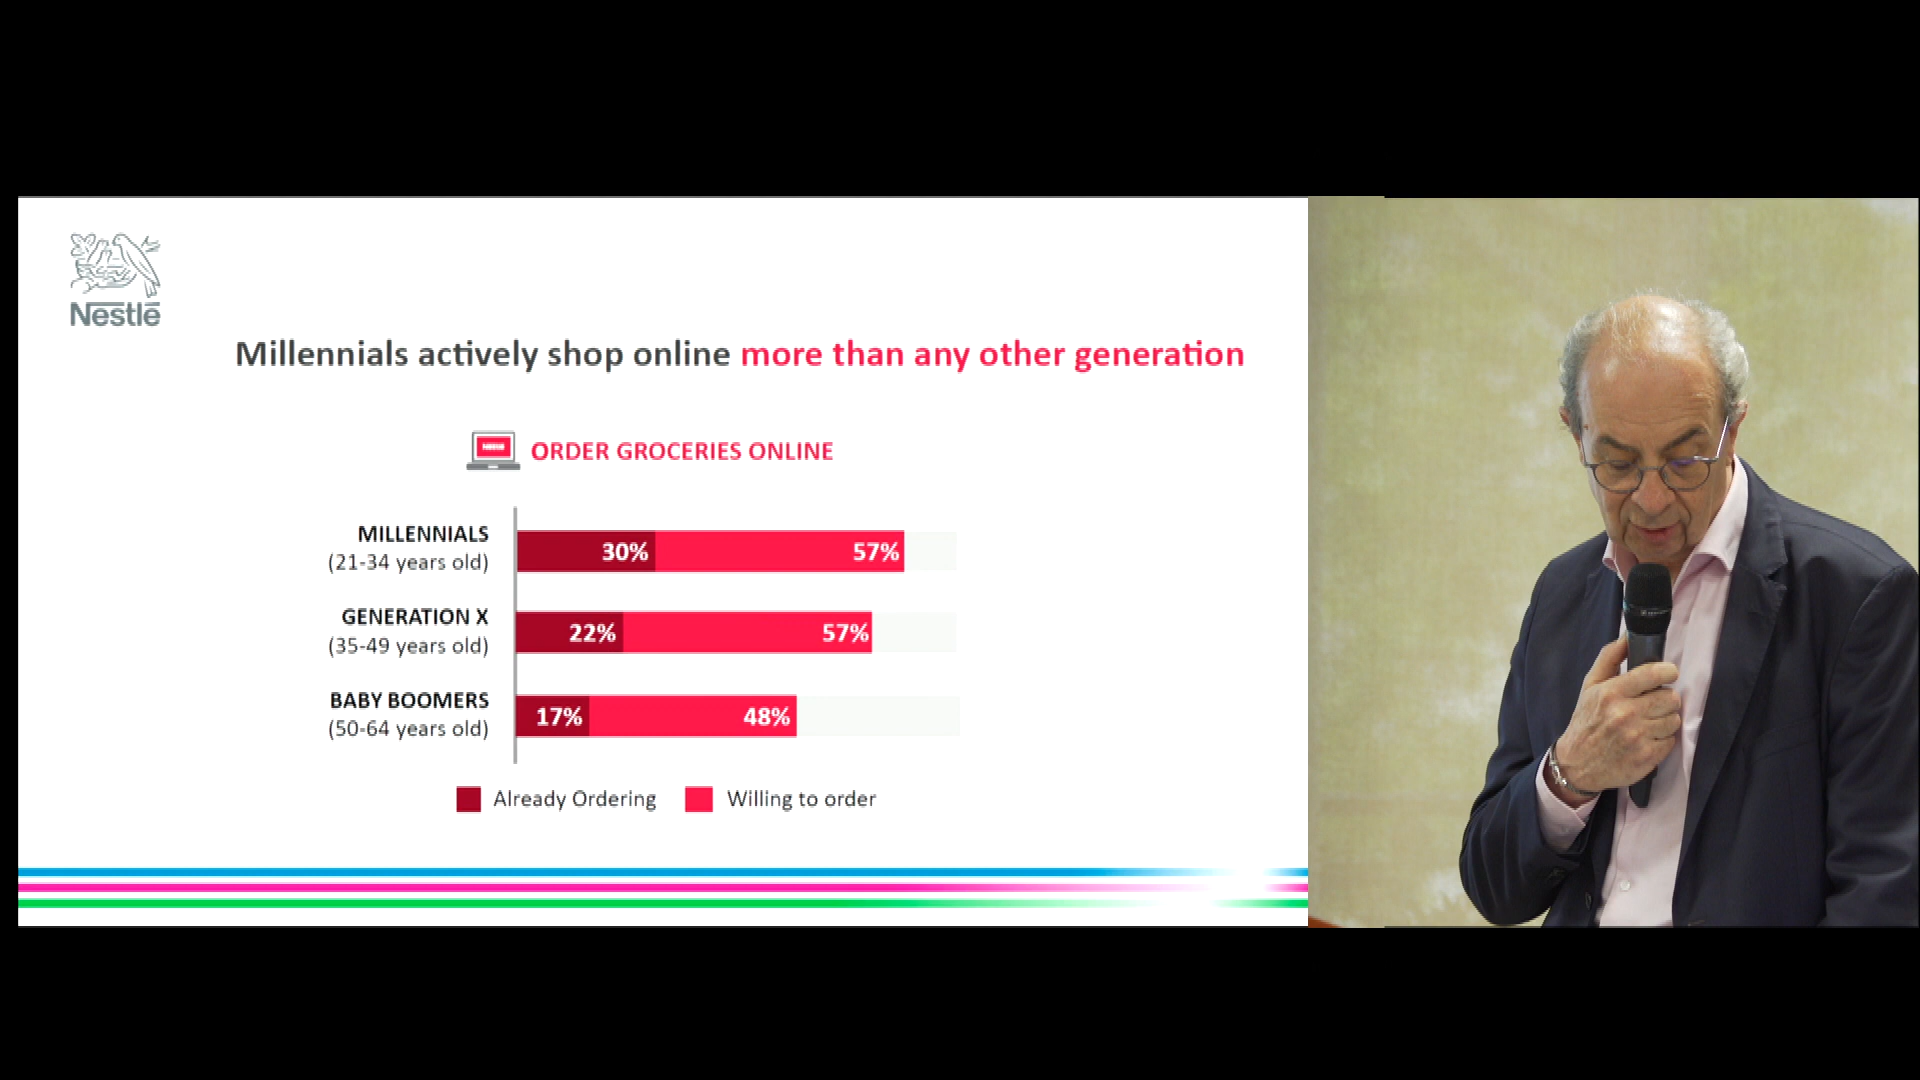 Nestlē
Millennials actively shop online more than any other generation
ORDER GROCERIES ONLINE
MILLENNIALS
(21-34 years old)
30%
57%
GENERATION X
(35-49 years old)
22%
57%
BABY BOOMERS
(50-64 years old)
17%
48%
Already Ordering
Willing to order